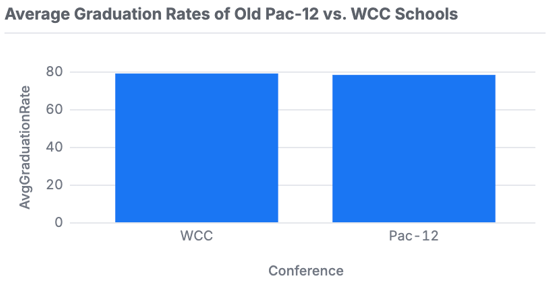 Average Graduation Rates of Old Pac-12 vs. WCC Schools
AvgGraduationRate
80
60
40
20
0
WCC
Pac-12
Conference